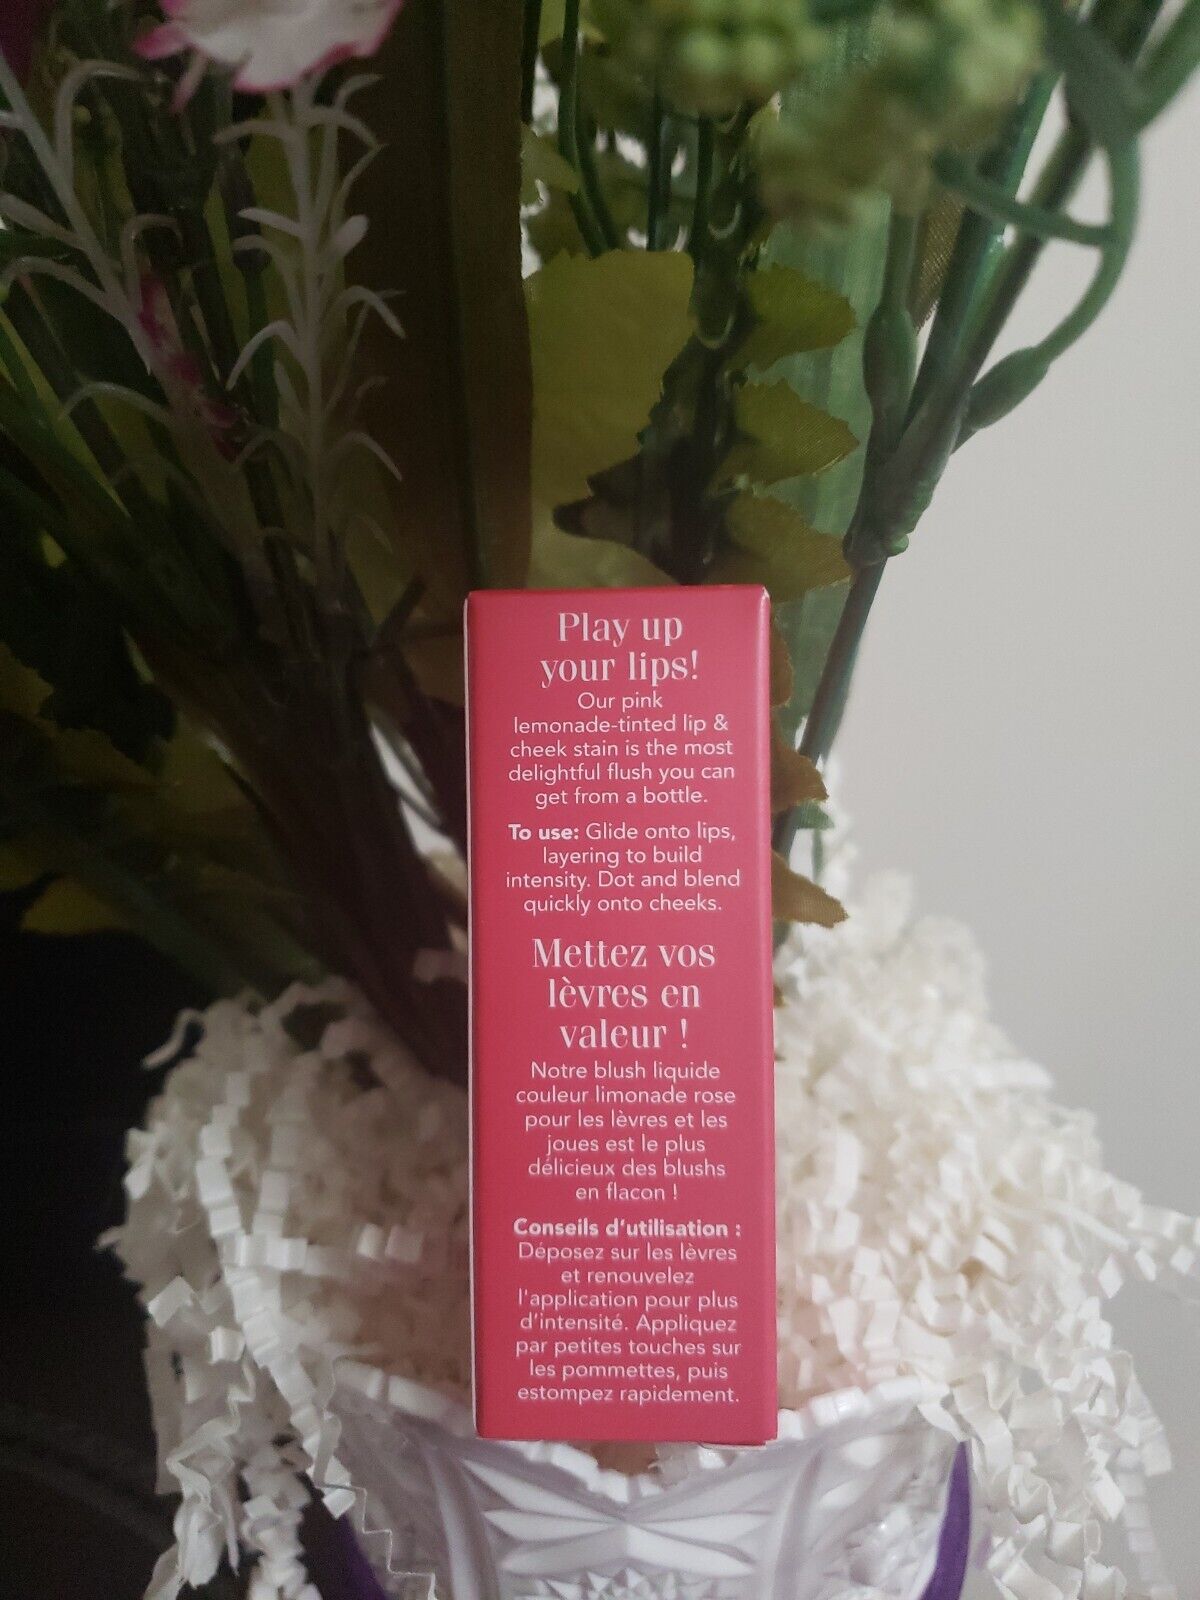 Play up
your lips!
Our pink
lemonade-tinted lip &
cheek stain is the most
delightful flush you can
get from a bottle.
To use: Glide onto lips,
layering to build
intensity. Dot and blend
quickly onto cheeks.
Mettez vos
lèvres en
valeur !
Notre blush liquide
couleur limonade rose
pour les lèvres et les
joues est le plus
délicieux des blushs
en flacon !
Conseils d'utilisation :
Déposez sur les lèvres
et renouvelez
l'application pour plus
d'intensité. Appliquez
par petites touches sur
les pommettes, puis
estompez rapidement.